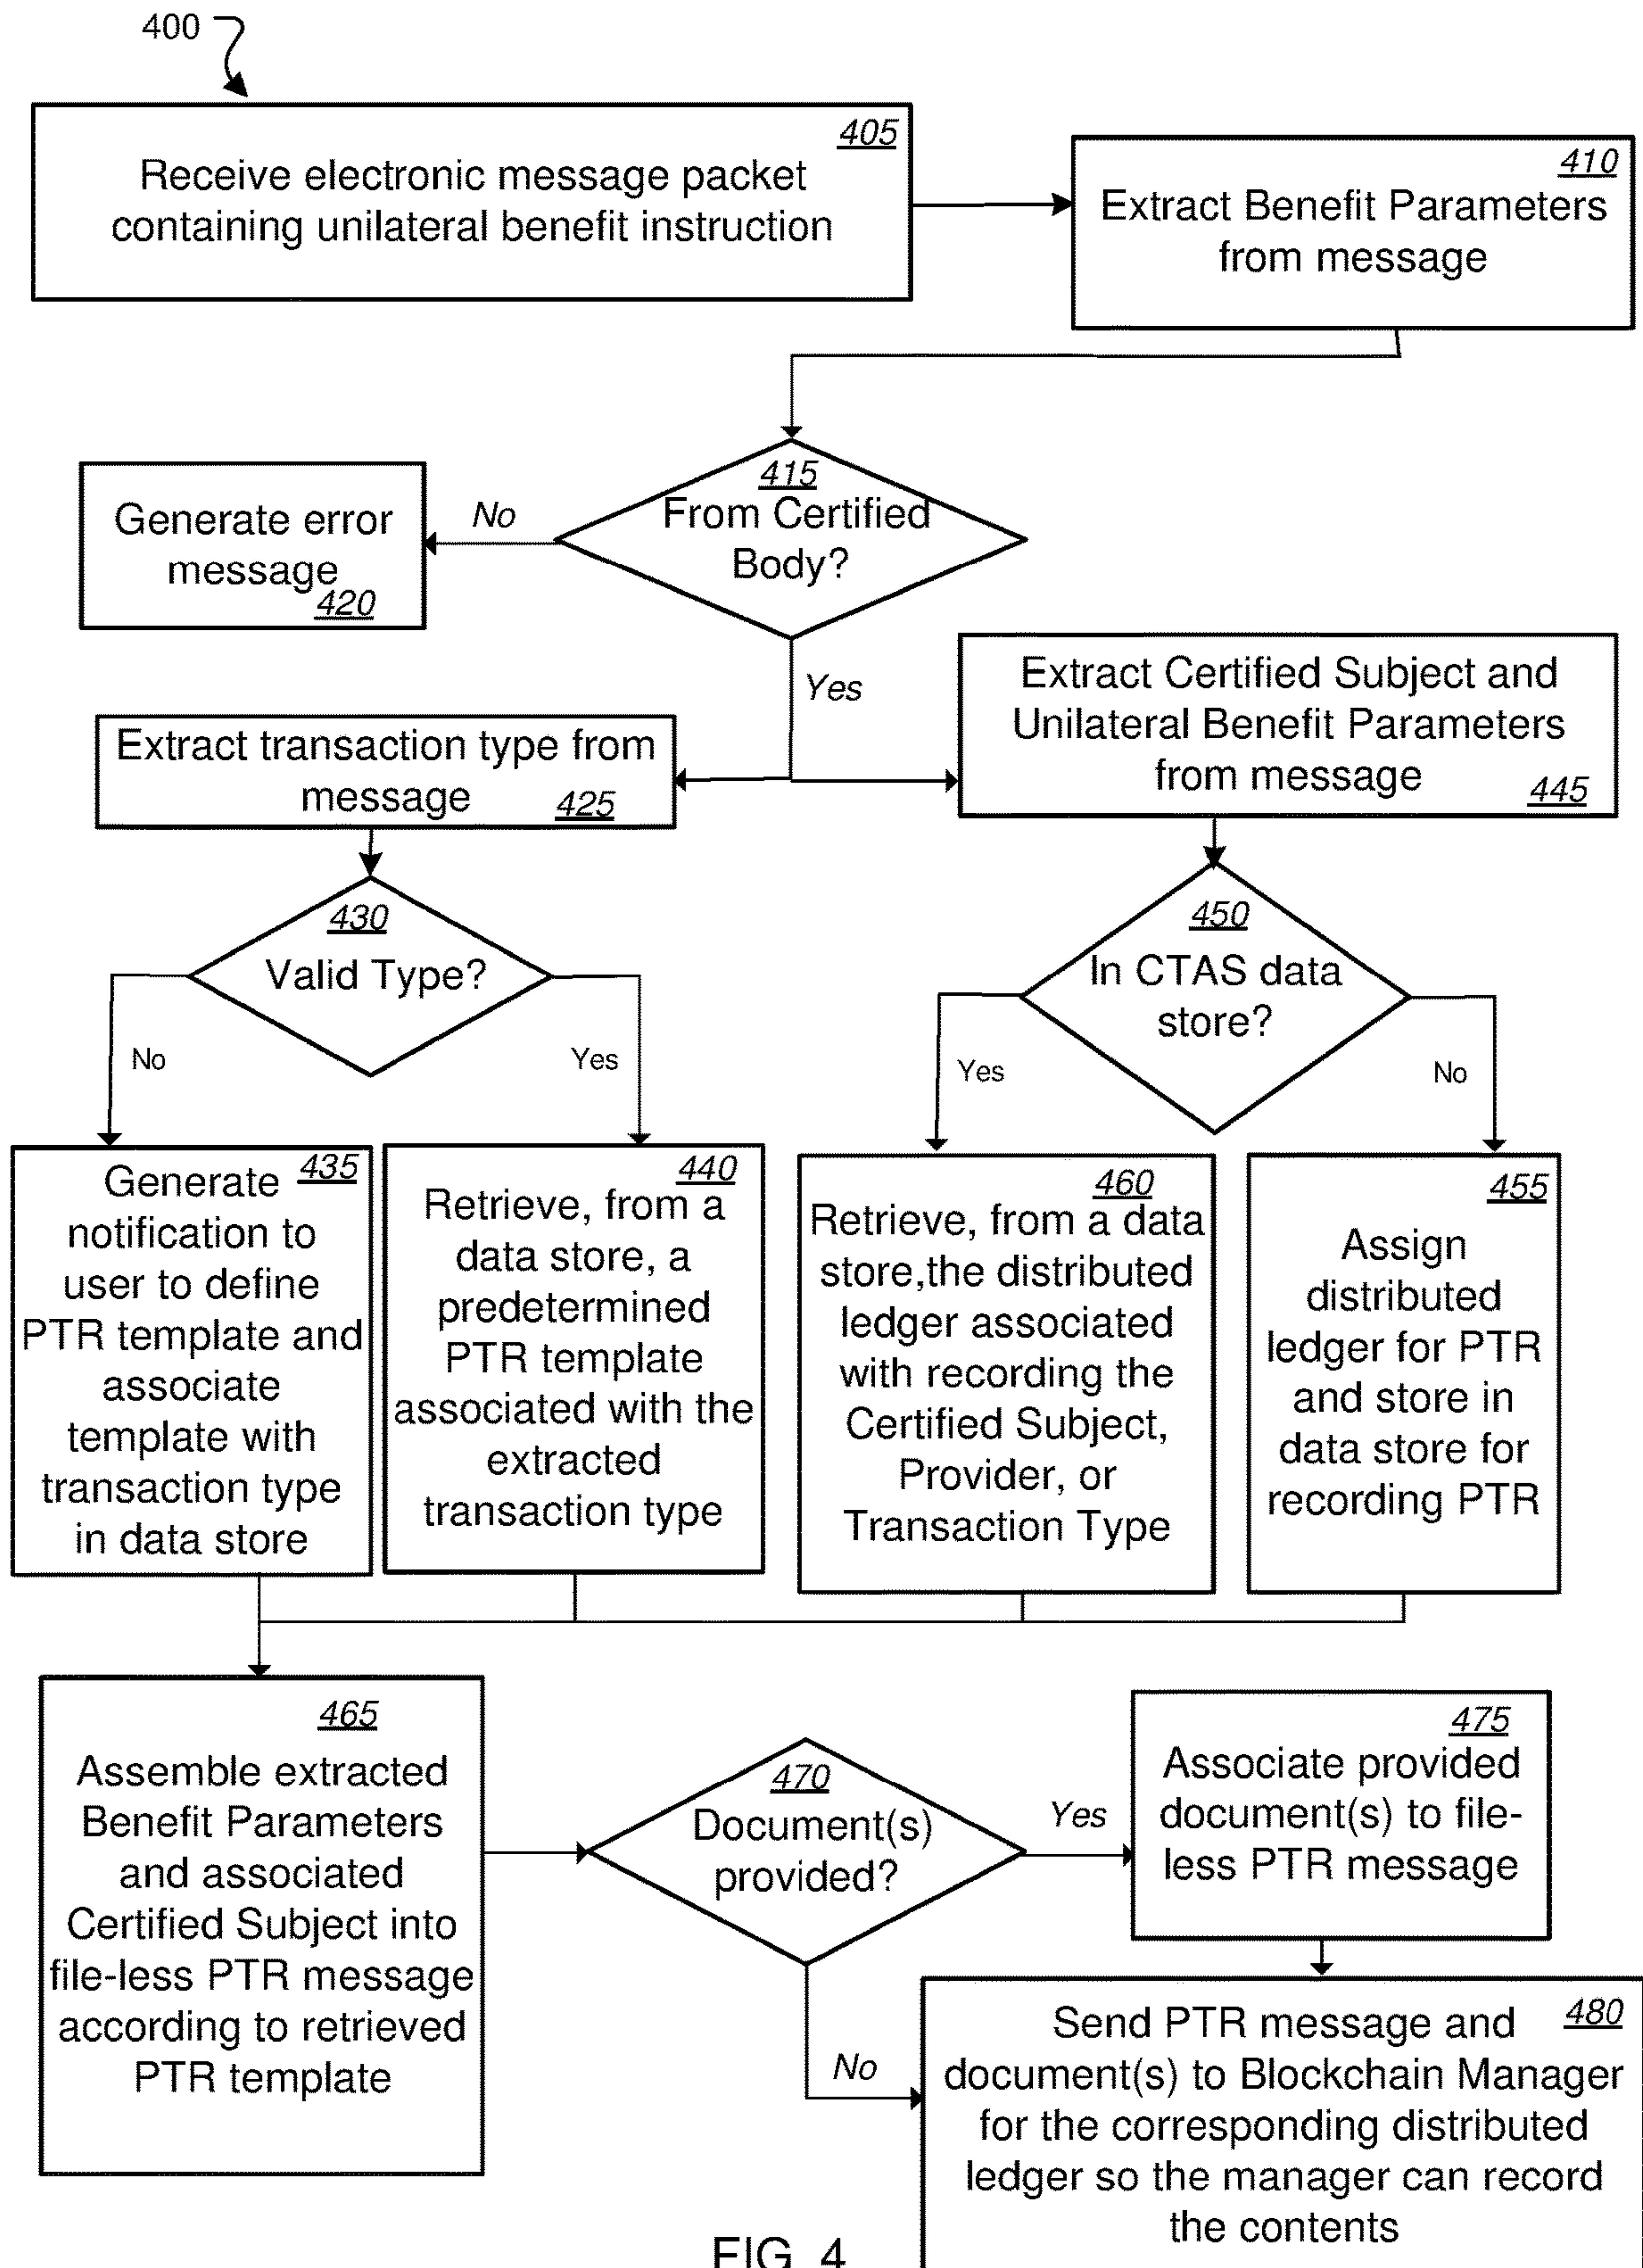 400
405
Receive electronic message packet
containing unilateral benefit instruction
410
Extract Benefit Parameters
from message
415
From Certified
Body?
No
Generate error
message
420
Yes
Extract transaction type from
message
425
Extract Certified Subject and
Unilateral Benefit Parameters
from message
445
430
Valid Type?
No
Yes
450
In CTAS data
store?
Yes
No
435
Generate
notification to
user to define
PTR template and
associate
template with
transaction type
in data store
440
Retrieve, from a
data store, a
predetermined
PTR template
associated with the
extracted
transaction type
460
Retrieve, from a data
store,the distributed
ledger associated
with recording the
Certified Subject,
Provider, or
Transaction Type
455
Assign
distributed
ledger for PTR
and store in
data store for
recording PTR
465
Assemble extracted
Benefit Parameters
and associated
Certified Subject into
file-less PTR message
according to retrieved
PTR template
470
Document(s)
provided?
Yes
No
475
Associate provided
document(s) to file-
less PTR message
480
Send PTR message and
document(s) to Blockchain Manager
for the corresponding distributed
ledger so the manager can record
the contents
FIG. 4